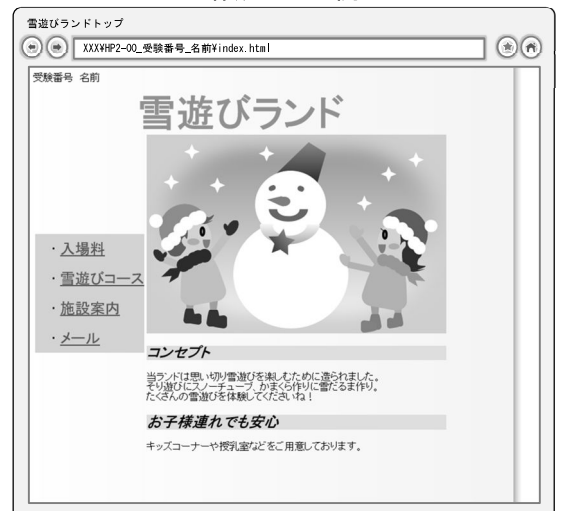 雪遊びランドトップ
XXX¥HP2-00_受験番号_名前¥index.html
受験番号 名前
雪遊びランド
・入場料
・雪遊びコース
・施設案内
・メール
コンセプト
当ランドは思い切り雪遊びを楽しむために造られました。
そり遊びにスノーチューブ、かまくら作りに雪だるま作り。
たくさんの雪遊びを体験してくださいね！
お子様連れでも安心
キッズコーナーや授乳室などをご用意しております。